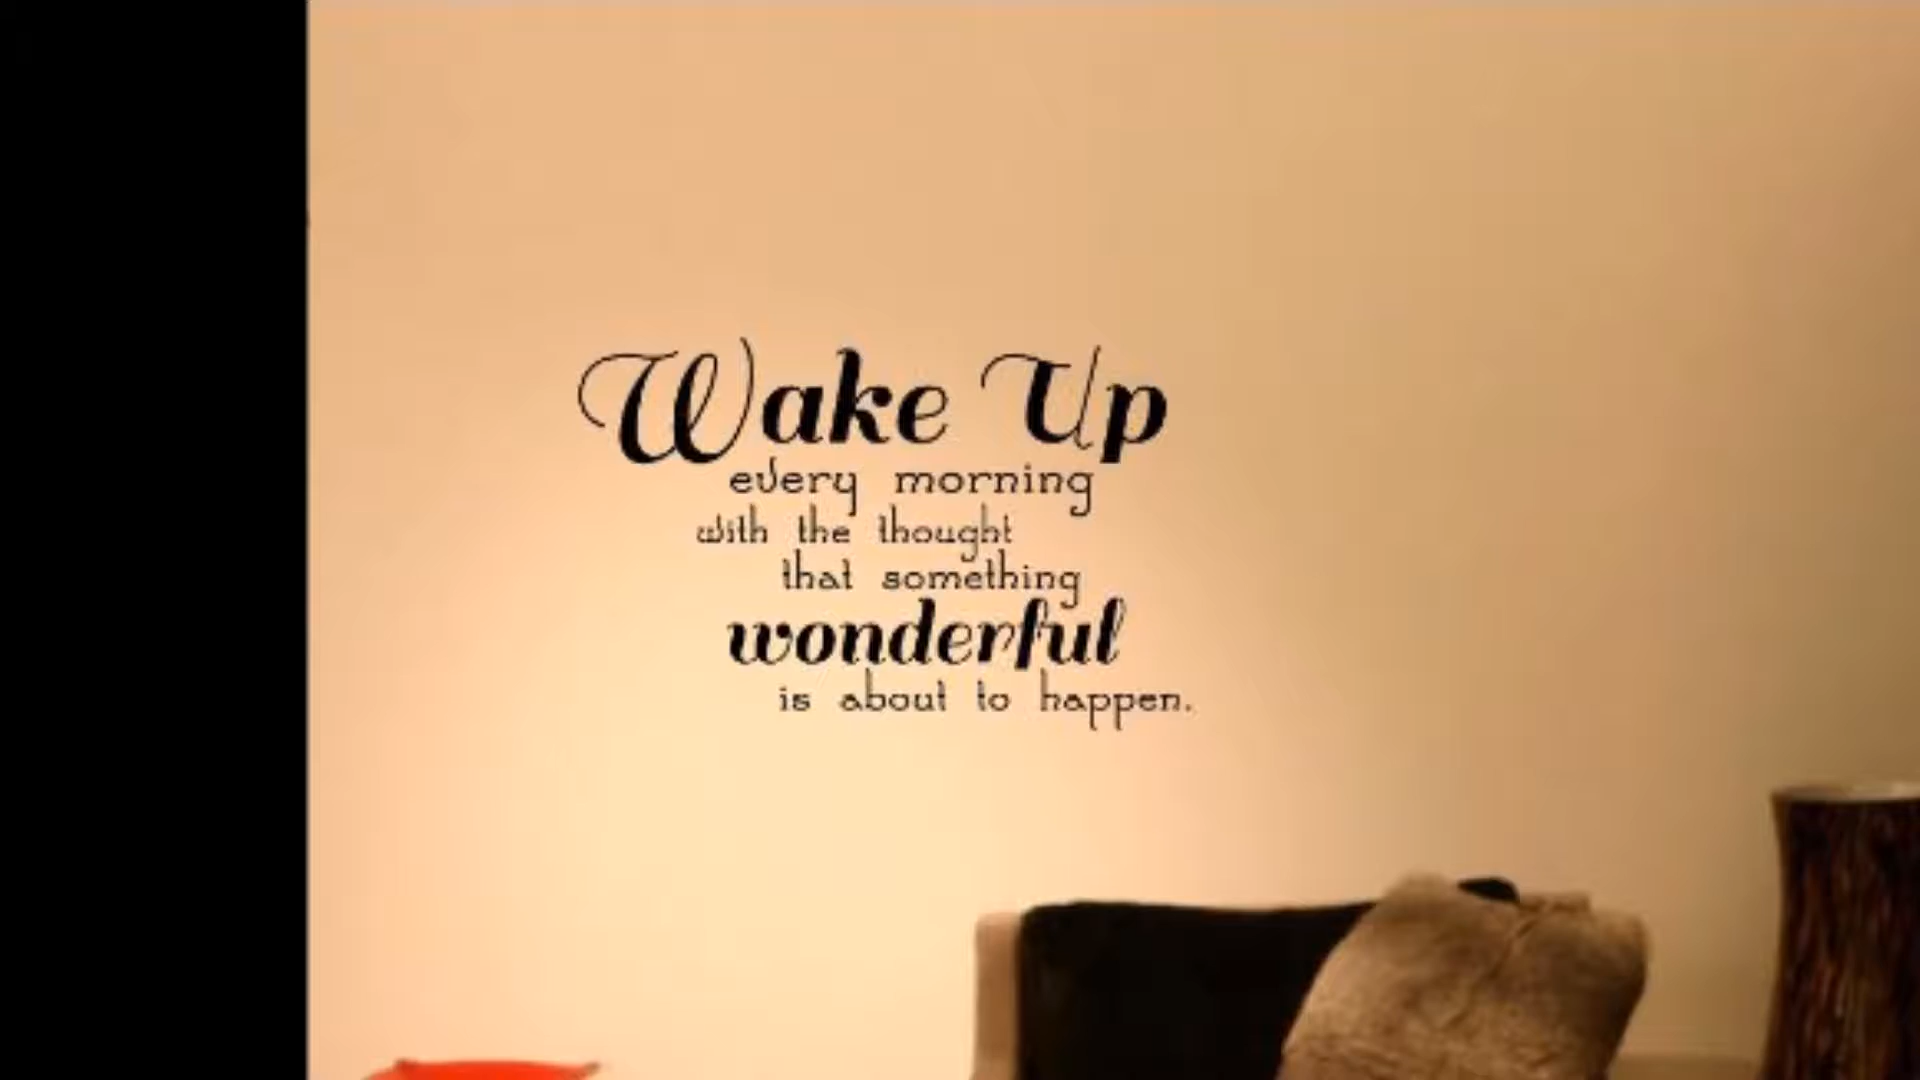 Wake Up
every morning
with the thought
that something
wonderful
is about to happen.